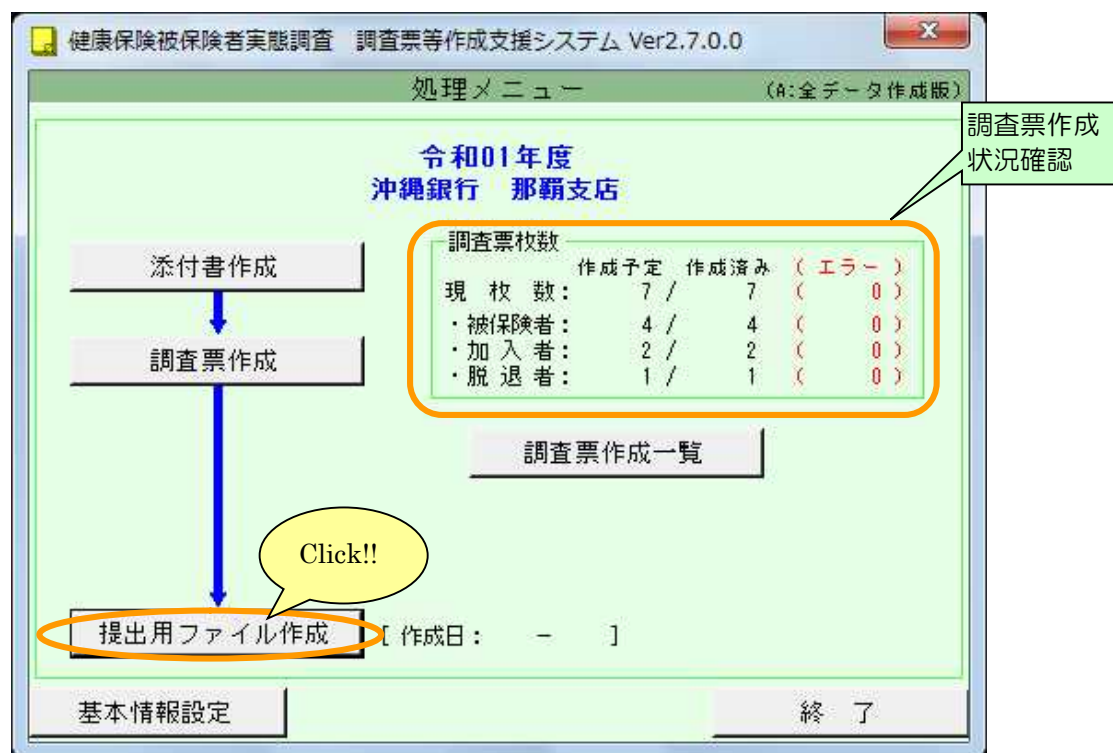 健康保険被保険者実態調査　調査票等作成支援システム Ver2.7.0.0
処理メニュー　(A:全データ作成版)
調査票作成
状況確認
令和01年度
沖縄銀行　那覇支店
添付書作成
調査票作成
調査票枚数
作成予定　作成済み　( エラー )
現　枚　数：　7 /　7　(　0 )
・被保険者：　4 /　4　(　0 )
・加 入 者：　2 /　2　(　0 )
・脱 退 者：　1 /　1　(　0 )
調査票作成一覧
Click!!
提出用ファイル作成　[ 作成日：　－　]
基本情報設定　終　了